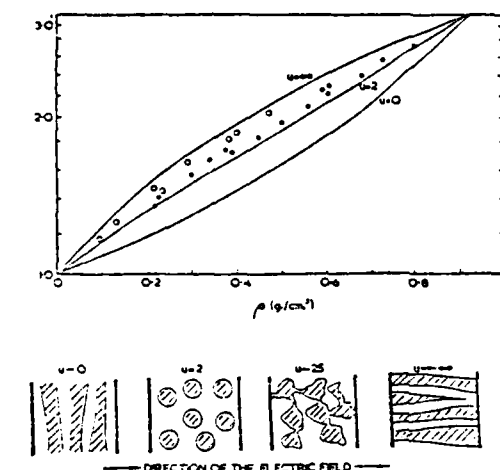 3·0
u=∞
u=2
2·0
u=0
1·0
0 0·2 0·4 0·6 0·8
ρ (g/cm³)
u=0 u=2 u=25 u=∞
DIRECTION OF THE ELECTRIC FIELD